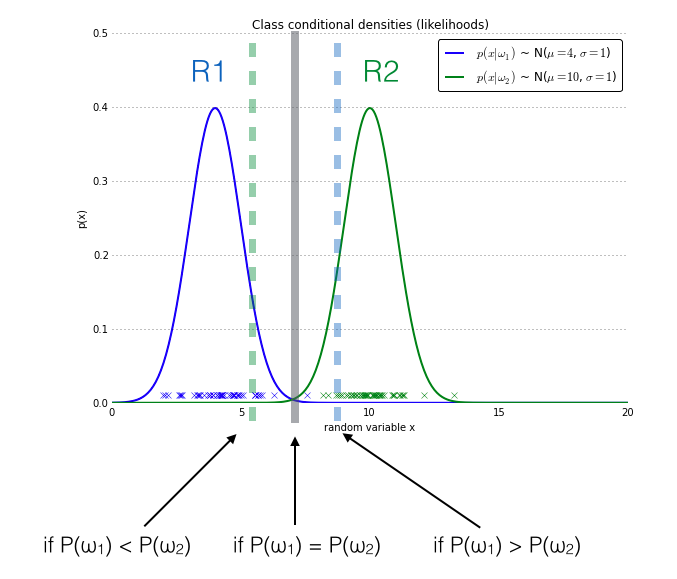 Class conditional densities (likelihoods)
0.5
p(x|ω₁) ~ N(μ=4, σ=1)
p(x|ω₂) ~ N(μ=10, σ=1)
R1
R2
0.4
0.3
p(x)
0.2
0.1
0.0
0 5 10 15 20
random variable x
if P(ω₁) < P(ω₂) if P(ω₁) = P(ω₂) if P(ω₁) > P(ω₂)